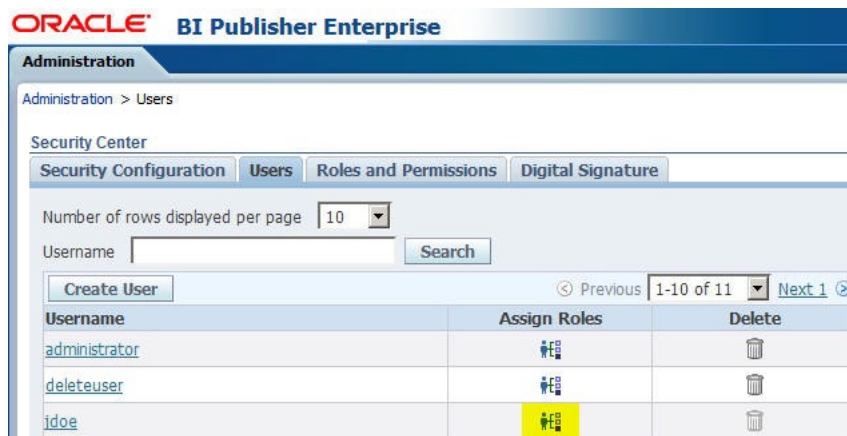 ORACLE BI Publisher Enterprise
Administration
Administration > Users
Security Center
Security Configuration Users Roles and Permissions Digital Signature
Number of rows displayed per page 10
Username Search
Create User Previous 1-10 of 11 Next 1
Username Assign Roles Delete
administrator
deleteuser
jdoe